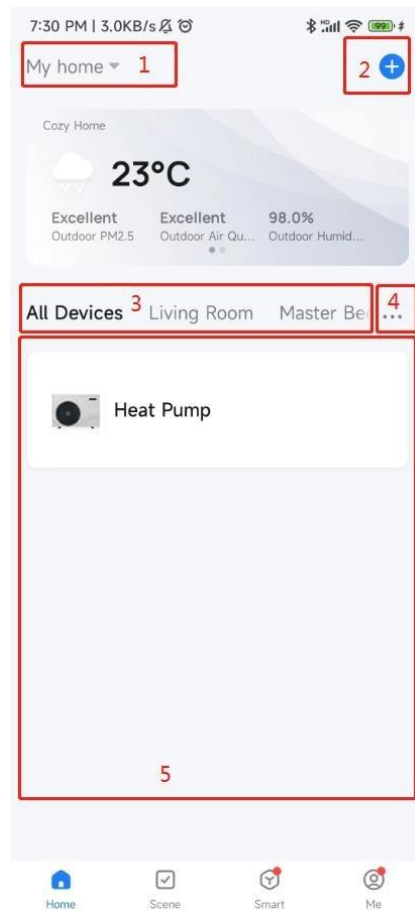 7:30 PM | 3.0KB/s
99
My home 1
2
Cozy Home
23°C
Excellent Excellent 98.0%
Outdoor PM2.5 Outdoor Air Qu... Outdoor Humid...
All Devices 3 Living Room Master Be 4
...
Heat Pump
5
Home Scene Smart Me